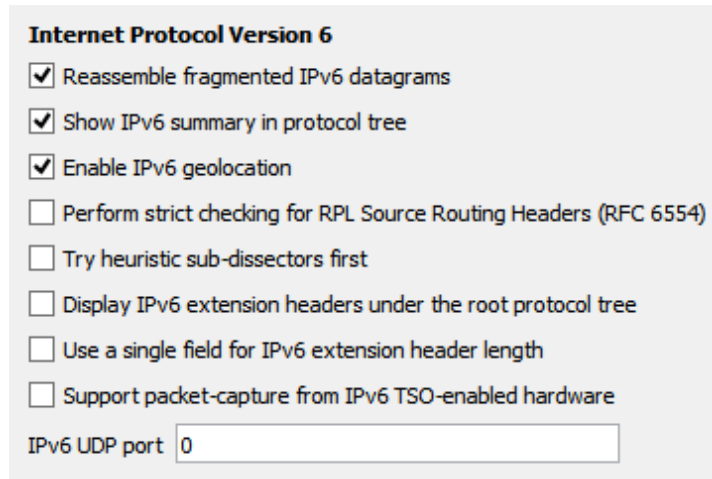 Internet Protocol Version 6
Reassemble fragmented IPv6 datagrams
Show IPv6 summary in protocol tree
Enable IPv6 geolocation
Perform strict checking for RPL Source Routing Headers (RFC 6554)
Try heuristic sub-dissectors first
Display IPv6 extension headers under the root protocol tree
Use a single field for IPv6 extension header length
Support packet-capture from IPv6 TSO-enabled hardware
IPv6 UDP port 0